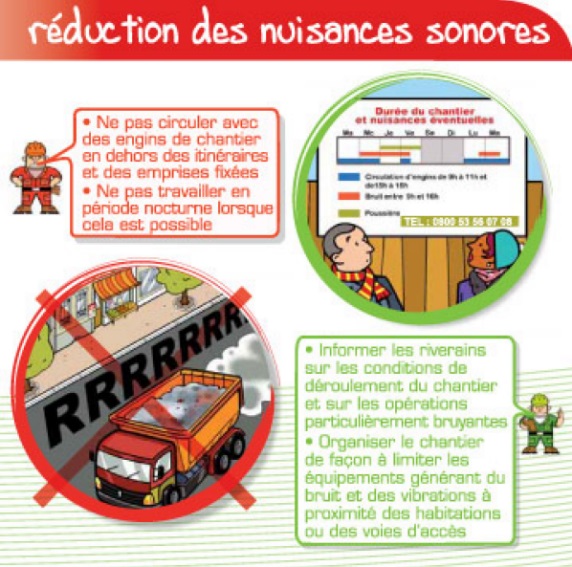 réduction des nuisances sonores
• Ne pas circuler avec
des engins de chantier
en dehors des itinéraires
et des emprises fixées
• Ne pas travailler en
période nocturne lorsque
cela est possible
Durée du chantier
et nuisances éventuelles
Ma Me Je Ve Sa Di Lu Ma
Circulation d'engins de 9h à 11h et
de15h à 16h
Bruit entre 9h et 16h
Poussière
TEL : 0800 53 56 07 08
RRRRRRR
• Informer les riverains
sur les conditions de
déroulement du chantier
et sur les opérations
particulièrement bruyantes
• Organiser le chantier
de façon à limiter les
équipements générant du
bruit et des vibrations à
proximité des habitations
ou des voies d'accès